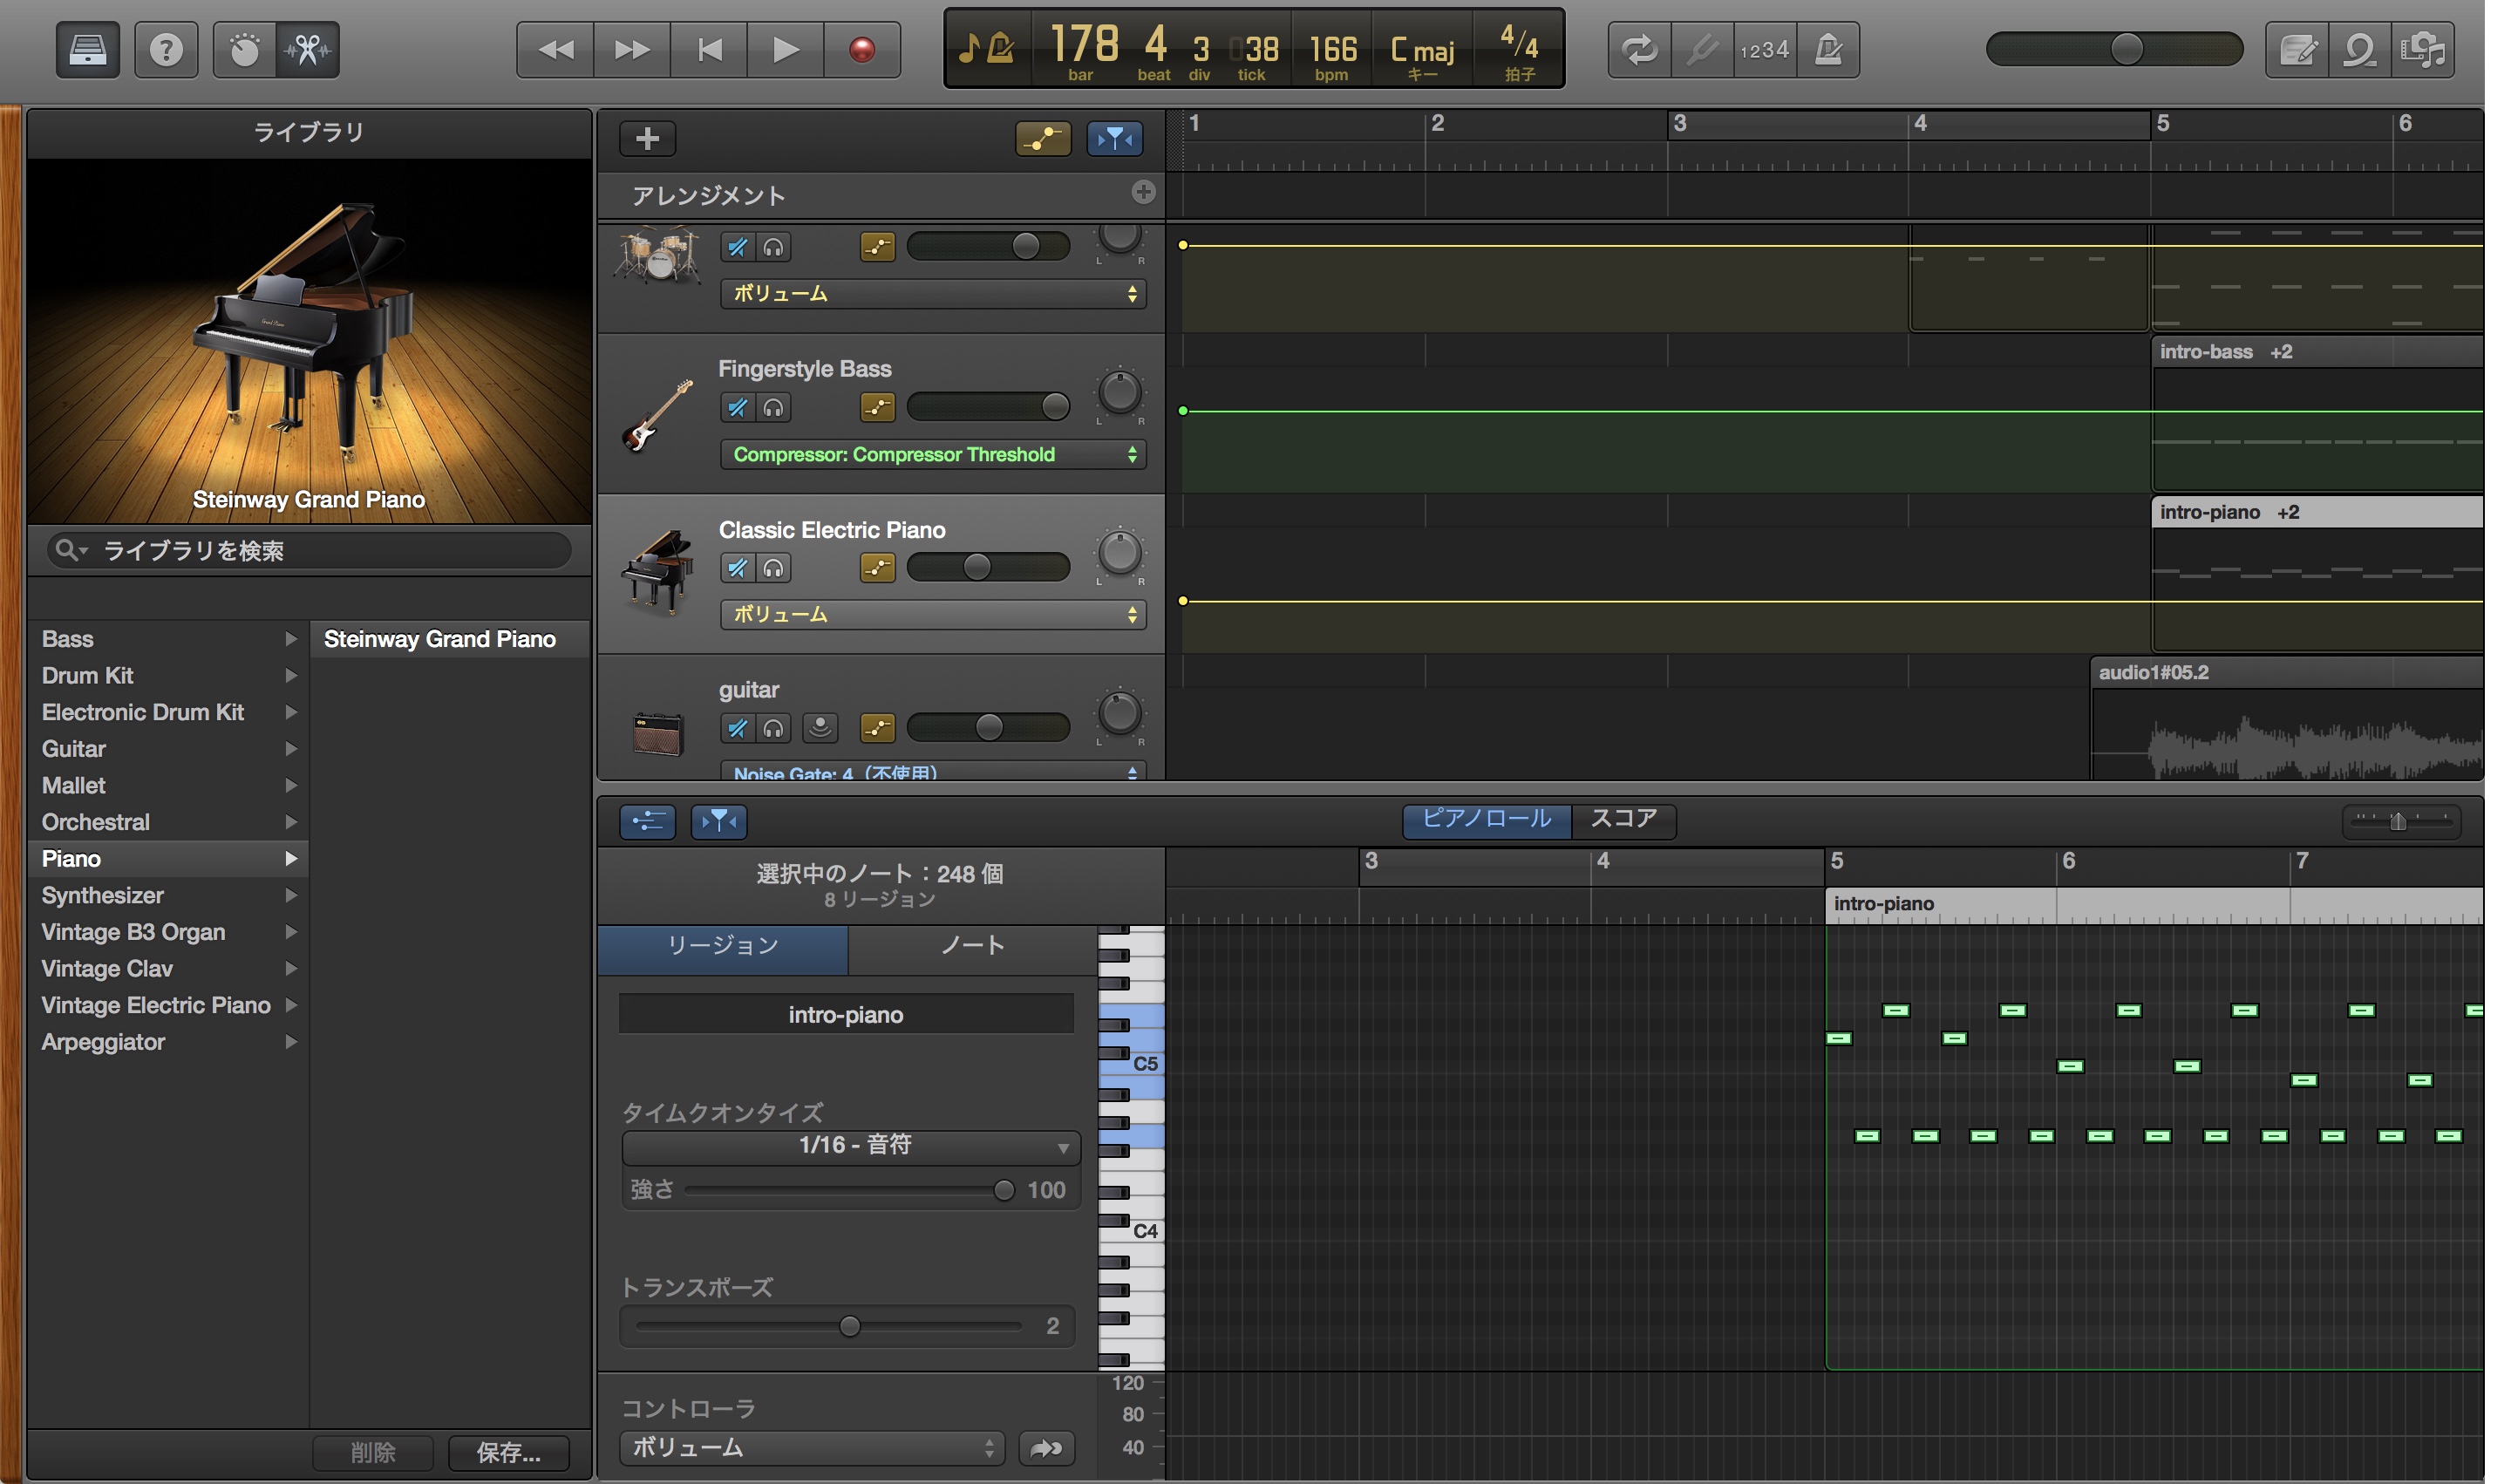 1234
178 4 3 038 166 C maj 4/4
bar beat div tick bpm キー 拍子
ライブラリ
Steinway Grand Piano
ライブラリを検索
Bass
Drum Kit
Electronic Drum Kit
Guitar
Mallet
Orchestral
Piano
Synthesizer
Vintage B3 Organ
Vintage Clav
Vintage Electric Piano
Arpeggiator
Steinway Grand Piano
削除
保存...
1 2 3 4 5 6
アレンジメント
L R
ボリューム
Fingerstyle Bass
L R
Compressor: Compressor Threshold
intro-bass +2
Classic Electric Piano
L R
ボリューム
intro-piano +2
guitar
L R
Noise Gate: 4（不使用）
audio1#05.2
ピアノロール
スコア
選択中のノート：248 個
8 リージョン
3 4 5 6 7
intro-piano
リージョン
ノート
intro-piano
タイムクオンタイズ
1/16 - 音符
強さ 100
トランスポーズ
2
C5
C4
コントローラ
ボリューム
120
80
40